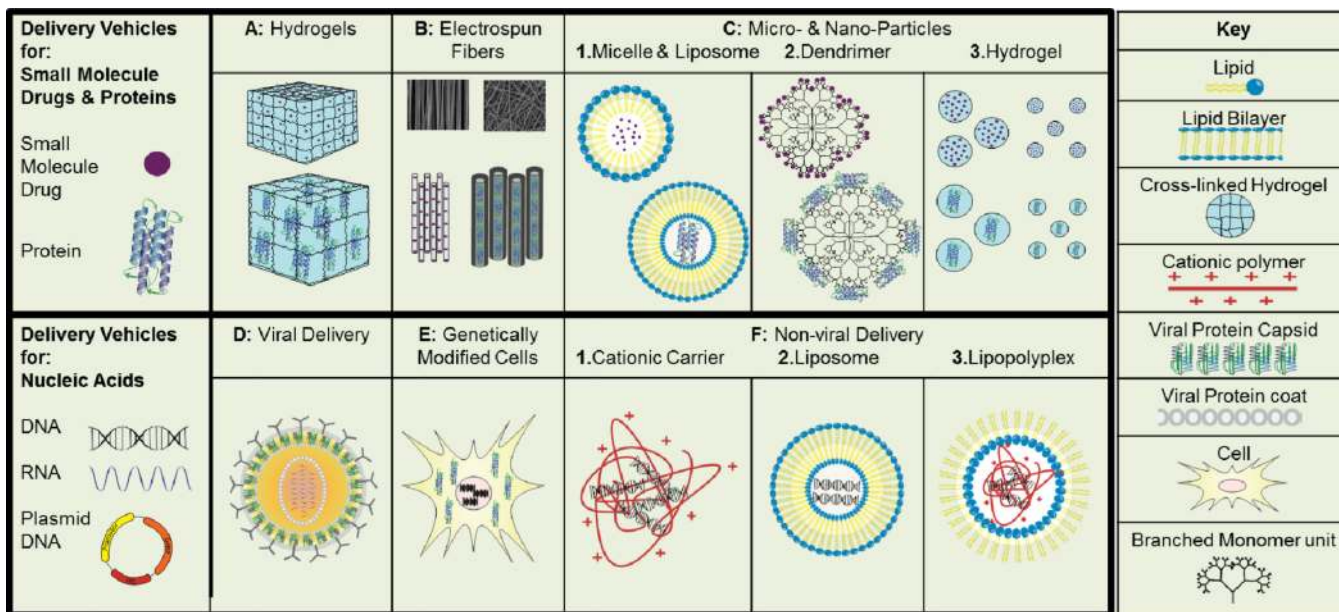 Delivery Vehicles
for:
Small Molecule
Drugs & Proteins
Small
Molecule
Drug
Protein
A: Hydrogels
B: Electrospun
Fibers
C: Micro- & Nano-Particles
1.Micelle & Liposome
2.Dendrimer
3.Hydrogel
Delivery Vehicles
for:
Nucleic Acids
DNA
RNA
Plasmid
DNA
D: Viral Delivery
E: Genetically
Modified Cells
F: Non-viral Delivery
1.Cationic Carrier
2.Liposome
3.Lipopolyplex
Key
Lipid
Lipid Bilayer
Cross-linked Hydrogel
Cationic polymer
+ + + +
+ + +
Viral Protein Capsid
Viral Protein coat
Cell
Branched Monomer unit